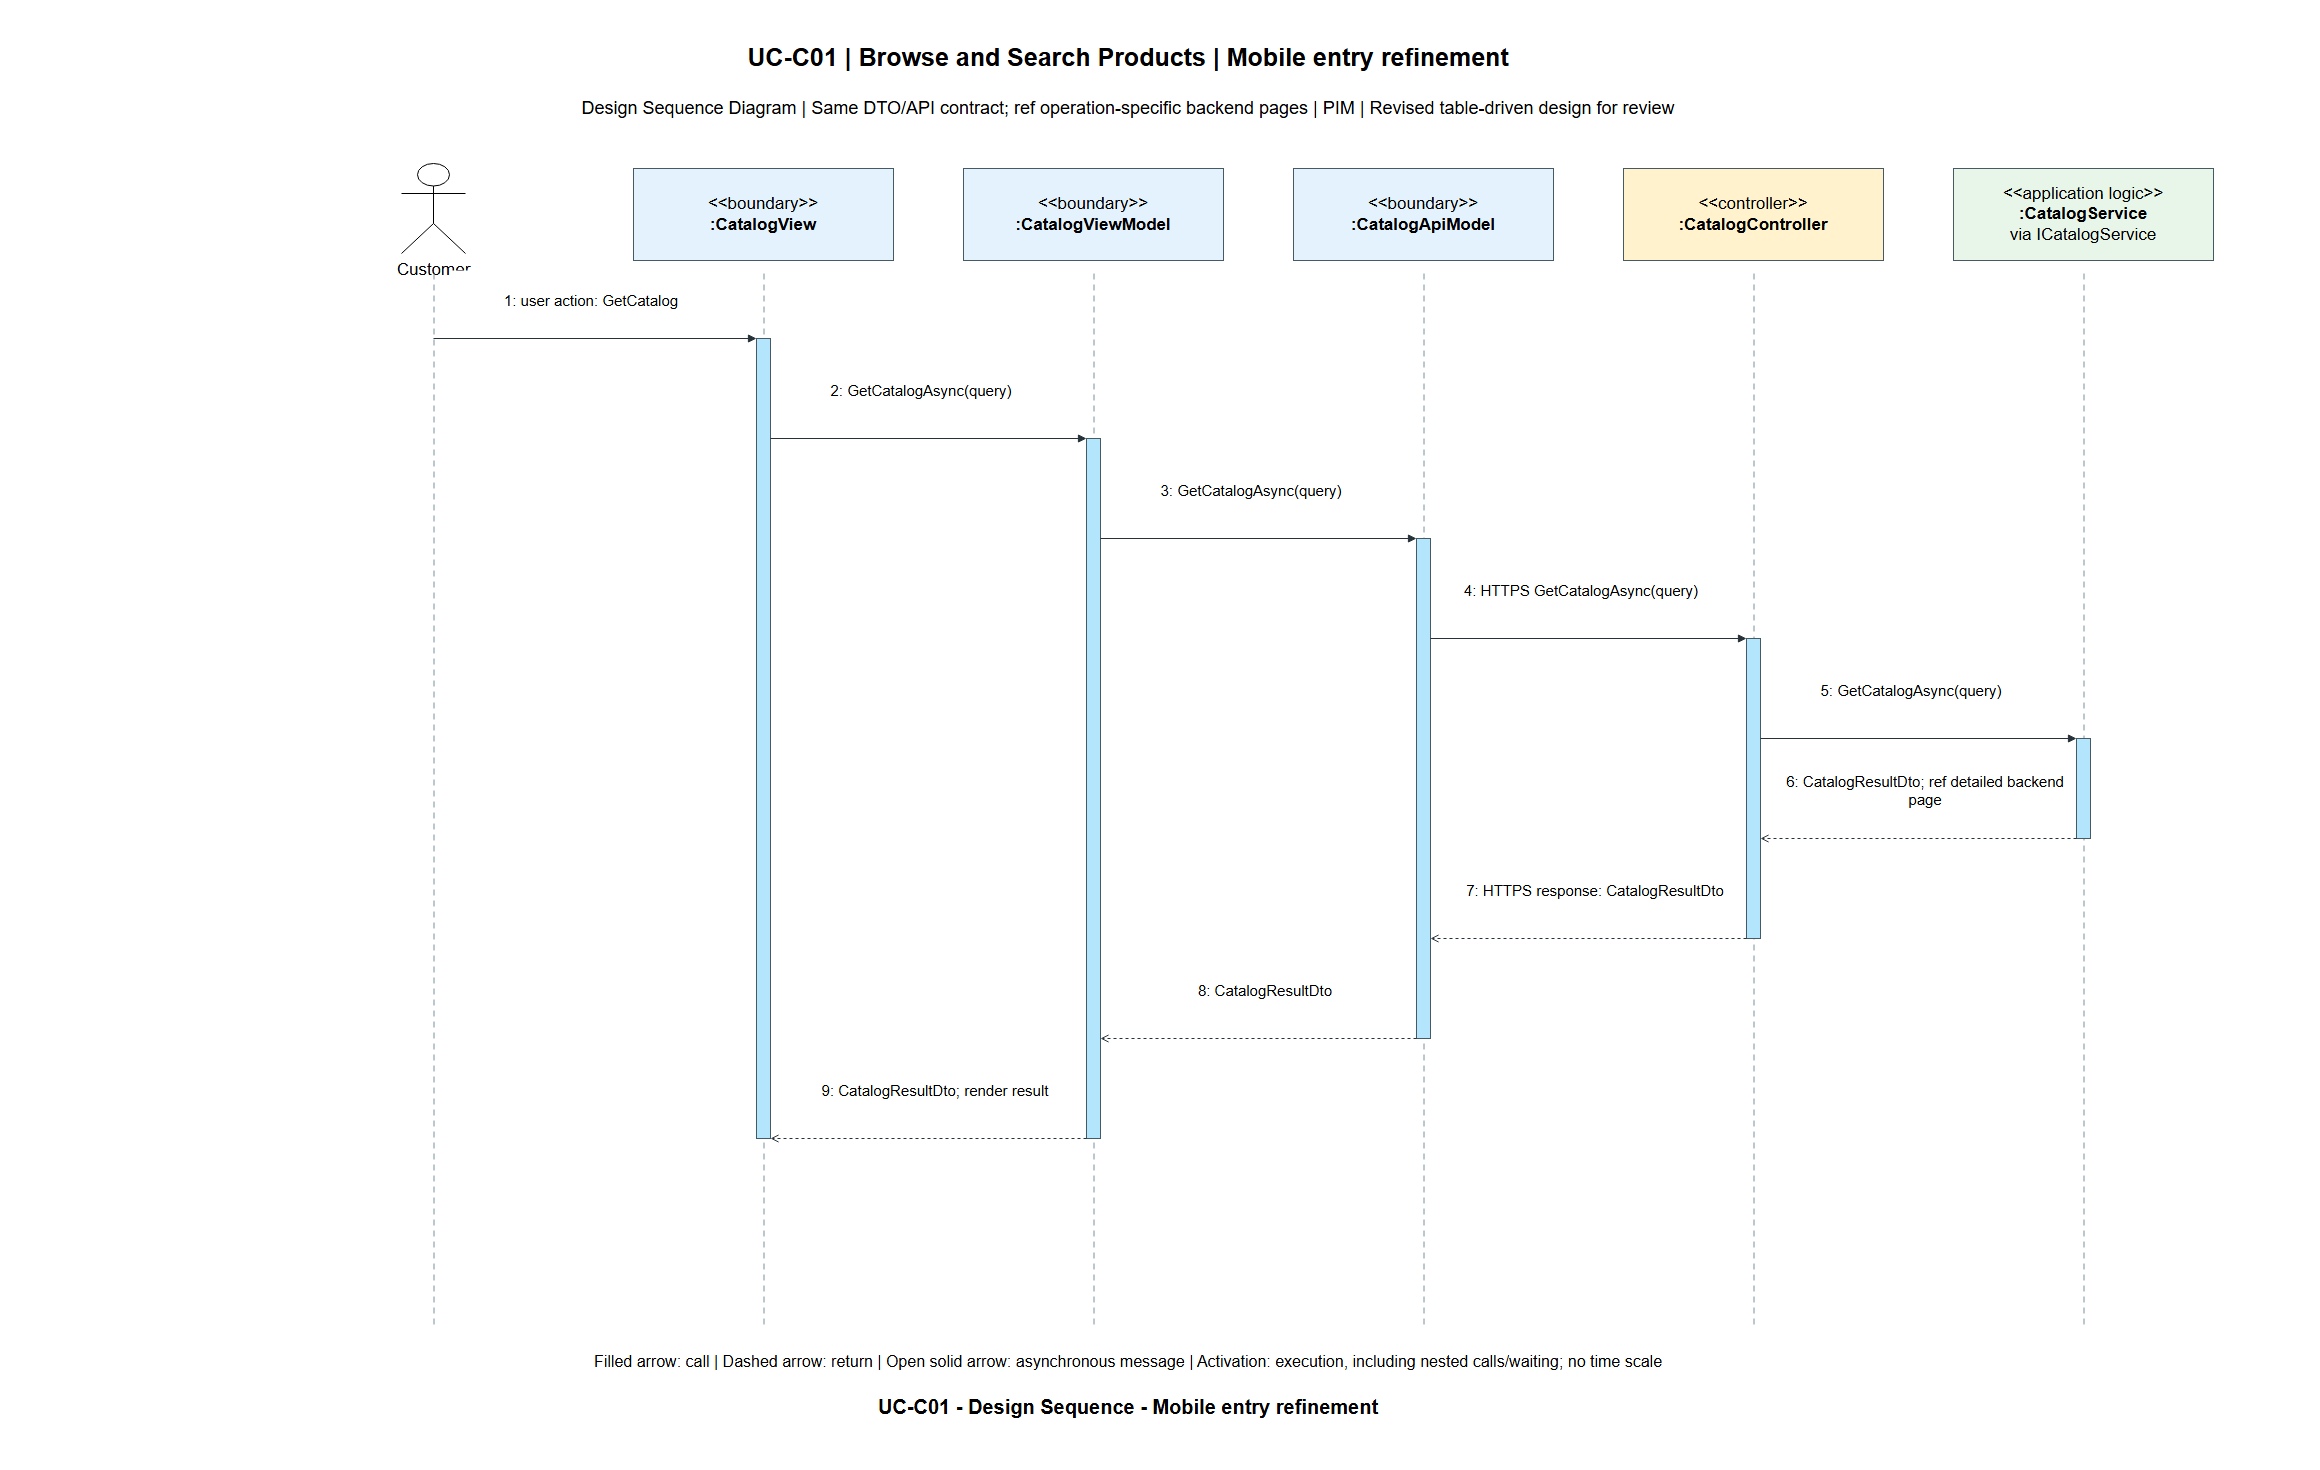 UC-C01 | Browse and Search Products | Mobile entry refinement
Design Sequence Diagram | Same DTO/API contract; ref operation-specific backend pages | PIM | Revised table-driven design for review
Customer
<<boundary>>
:CatalogView
<<boundary>>
:CatalogViewModel
<<boundary>>
:CatalogApiModel
<<controller>>
:CatalogController
<<application logic>>
:CatalogService
via ICatalogService
1: user action: GetCatalog
2: GetCatalogAsync(query)
3: GetCatalogAsync(query)
4: HTTPS GetCatalogAsync(query)
5: GetCatalogAsync(query)
6: CatalogResultDto; ref detailed backend
page
7: HTTPS response: CatalogResultDto
8: CatalogResultDto
9: CatalogResultDto; render result
Filled arrow: call | Dashed arrow: return | Open solid arrow: asynchronous message | Activation: execution, including nested calls/waiting; no time scale
UC-C01 - Design Sequence - Mobile entry refinement